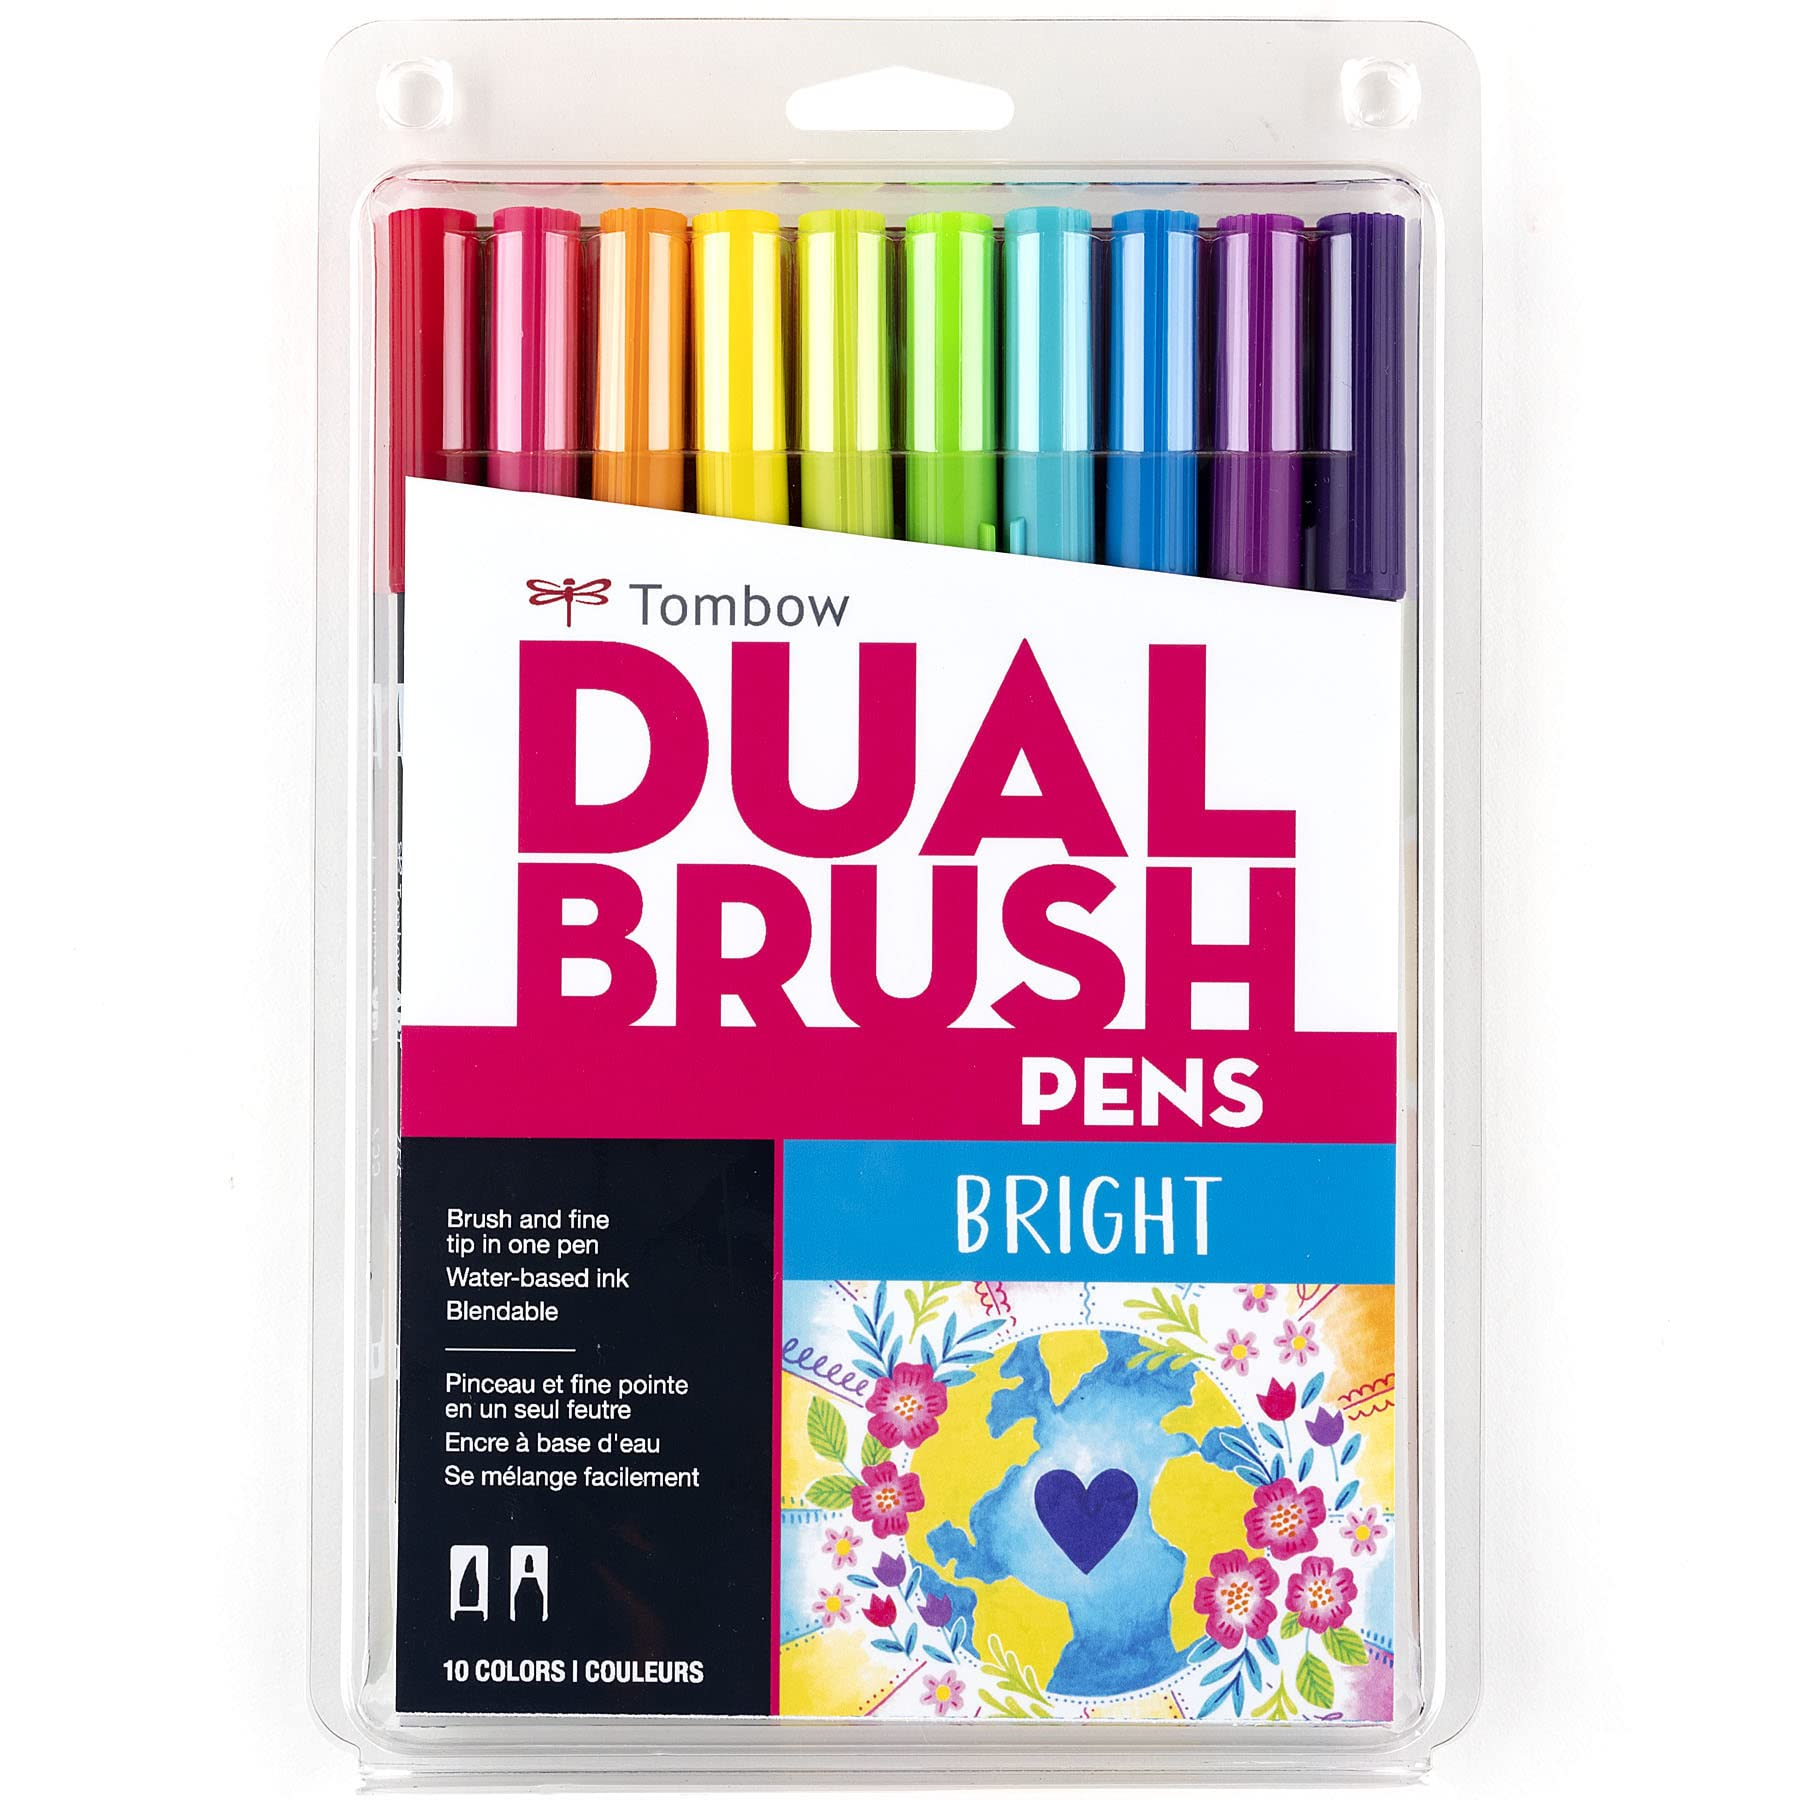 Tombow
DUAL
BRUSH
PENS
BRIGHT
Brush and fine
tip in one pen
Water-based ink
Blendable
Pinceau et fine pointe
en un seul feutre
Encre à base d'eau
Se mélange facilement
10 COLORS | COULEURS